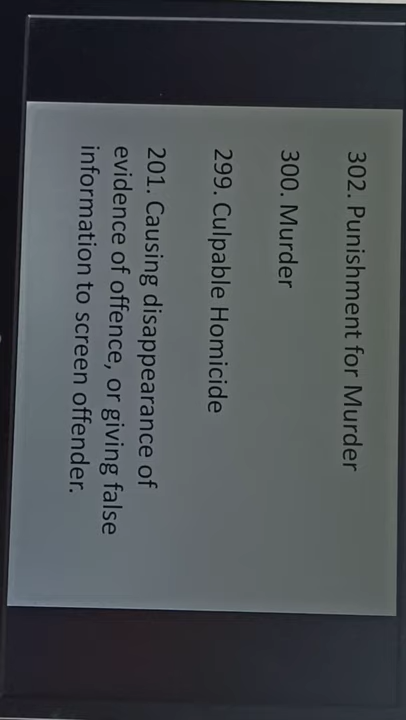 302. Punishment for Murder
300. Murder
299. Culpable Homicide
201. Causing disappearance of
evidence of offence, or giving false
information to screen offender.